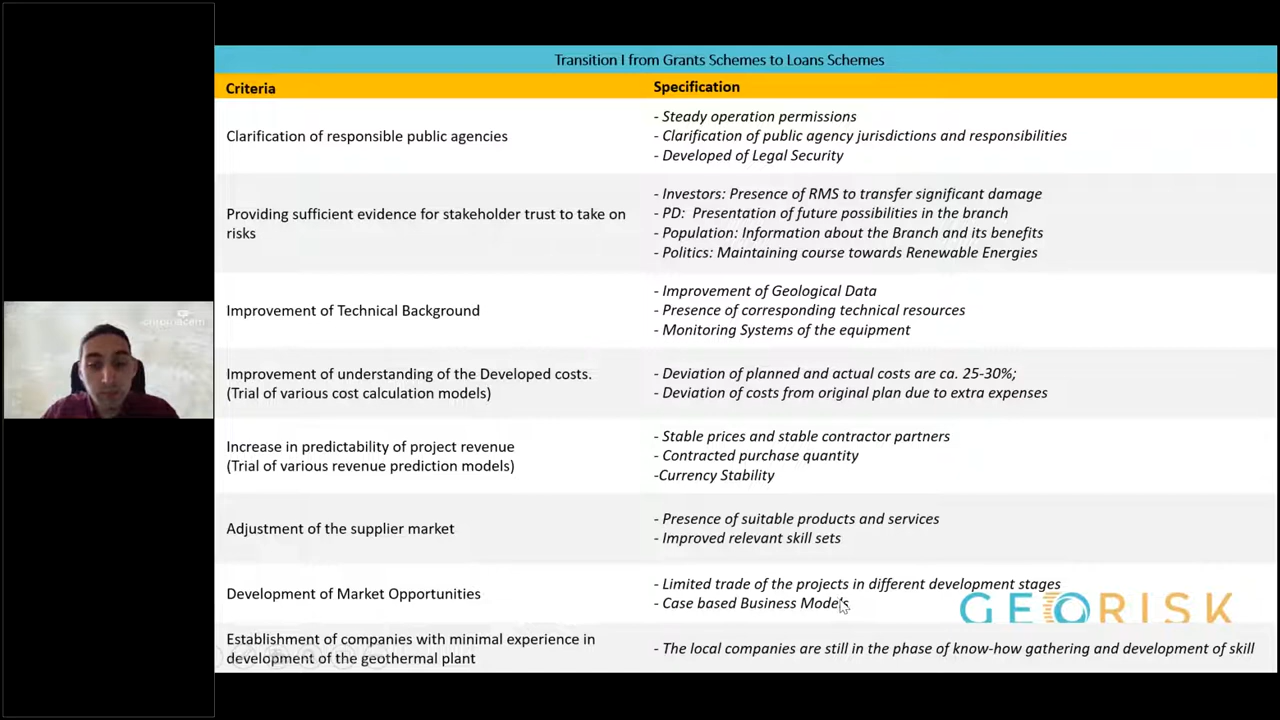 Transition I from Grants Schemes to Loans Schemes
Criteria
Specification
Clarification of responsible public agencies
- Steady operation permissions
- Clarification of public agency jurisdictions and responsibilities
- Developed of Legal Security
Providing sufficient evidence for stakeholder trust to take on
risks
- Investors: Presence of RMS to transfer significant damage
- PD:  Presentation of future possibilities in the branch
- Population: Information about the Branch and its benefits
- Politics: Maintaining course towards Renewable Energies
Improvement of Technical Background
- Improvement of Geological Data
- Presence of corresponding technical resources
- Monitoring Systems of the equipment
Improvement of understanding of the Developed costs.
(Trial of various cost calculation models)
- Deviation of planned and actual costs are ca. 25-30%;
- Deviation of costs from original plan due to extra expenses
Increase in predictability of project revenue
(Trial of various revenue prediction models)
- Stable prices and stable contractor partners
- Contracted purchase quantity
-Currency Stability
Adjustment of the supplier market
- Presence of suitable products and services
- Improved relevant skill sets
Development of Market Opportunities
- Limited trade of the projects in different development stages
- Case based Business Models
GEORISK
Establishment of companies with minimal experience in
development of the geothermal plant
- The local companies are still in the phase of know-how gathering and development of skill